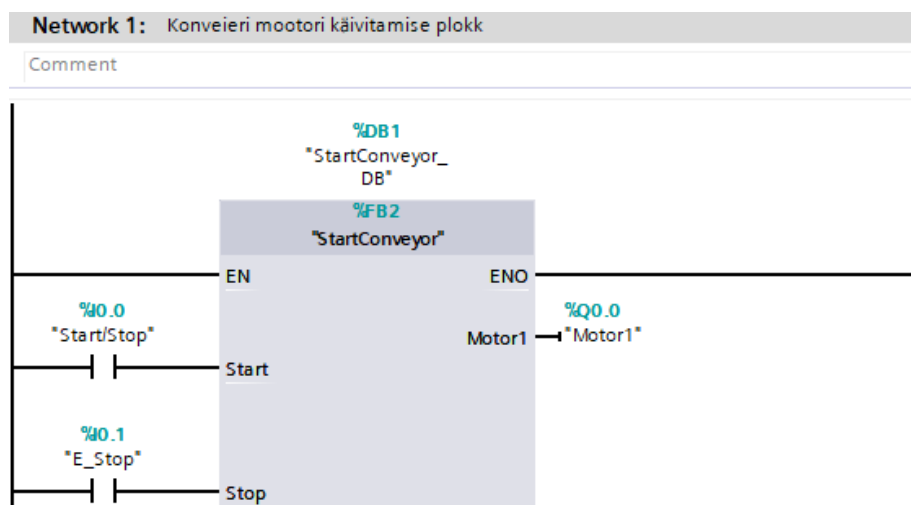 Network 1: Konveieri mootori käivitamise plokk
Comment
%DB1
"StartConveyor_
DB"
%FB2
"StartConveyor"
EN ENO
%I0.0
"Start/Stop"
Start
%Q0.0
"Motor1"
Motor1
%I0.1
"E_Stop"
Stop